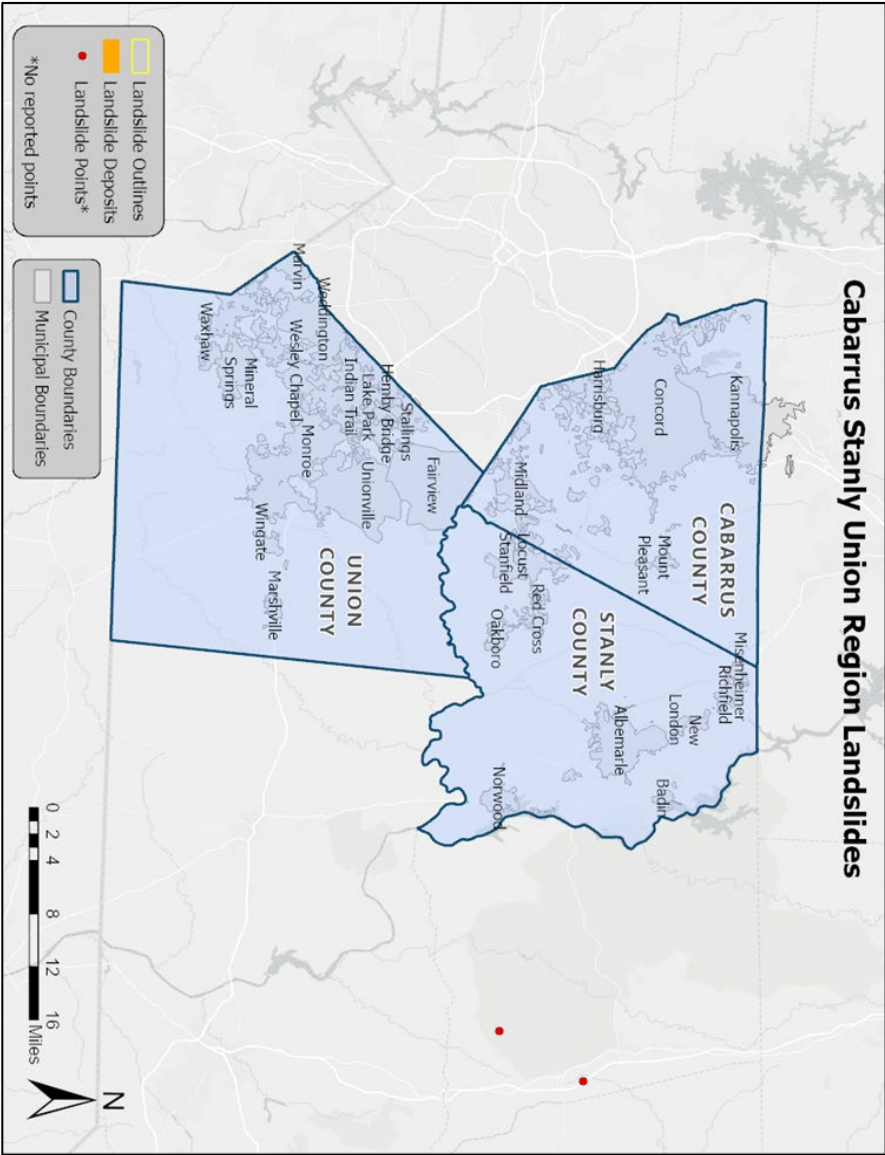 Cabarrus Stanly Union Region Landslides
Kannapolis
Concord
Harrisburg
CABARRUS
COUNTY
Mount
Pleasant
Midland
Misenheimer
Richfield
New
London
Badin
STANLY
COUNTY
Albemarle
Locust
Red Cross
Stanfield
Oakboro
Norwood
Fairview
Stallings
Hemby Bridge
Lake Park
Indian Trail
Unionville
Weddington
Marvin
Wesley Chapel
Monroe
UNION
COUNTY
Mineral
Springs
Waxhaw
Wingate
Marshville
Landslide Outlines
Landslide Deposits
Landslide Points*
*No reported points
County Boundaries
Municipal Boundaries
0 2 4 8 12 16
Miles
N